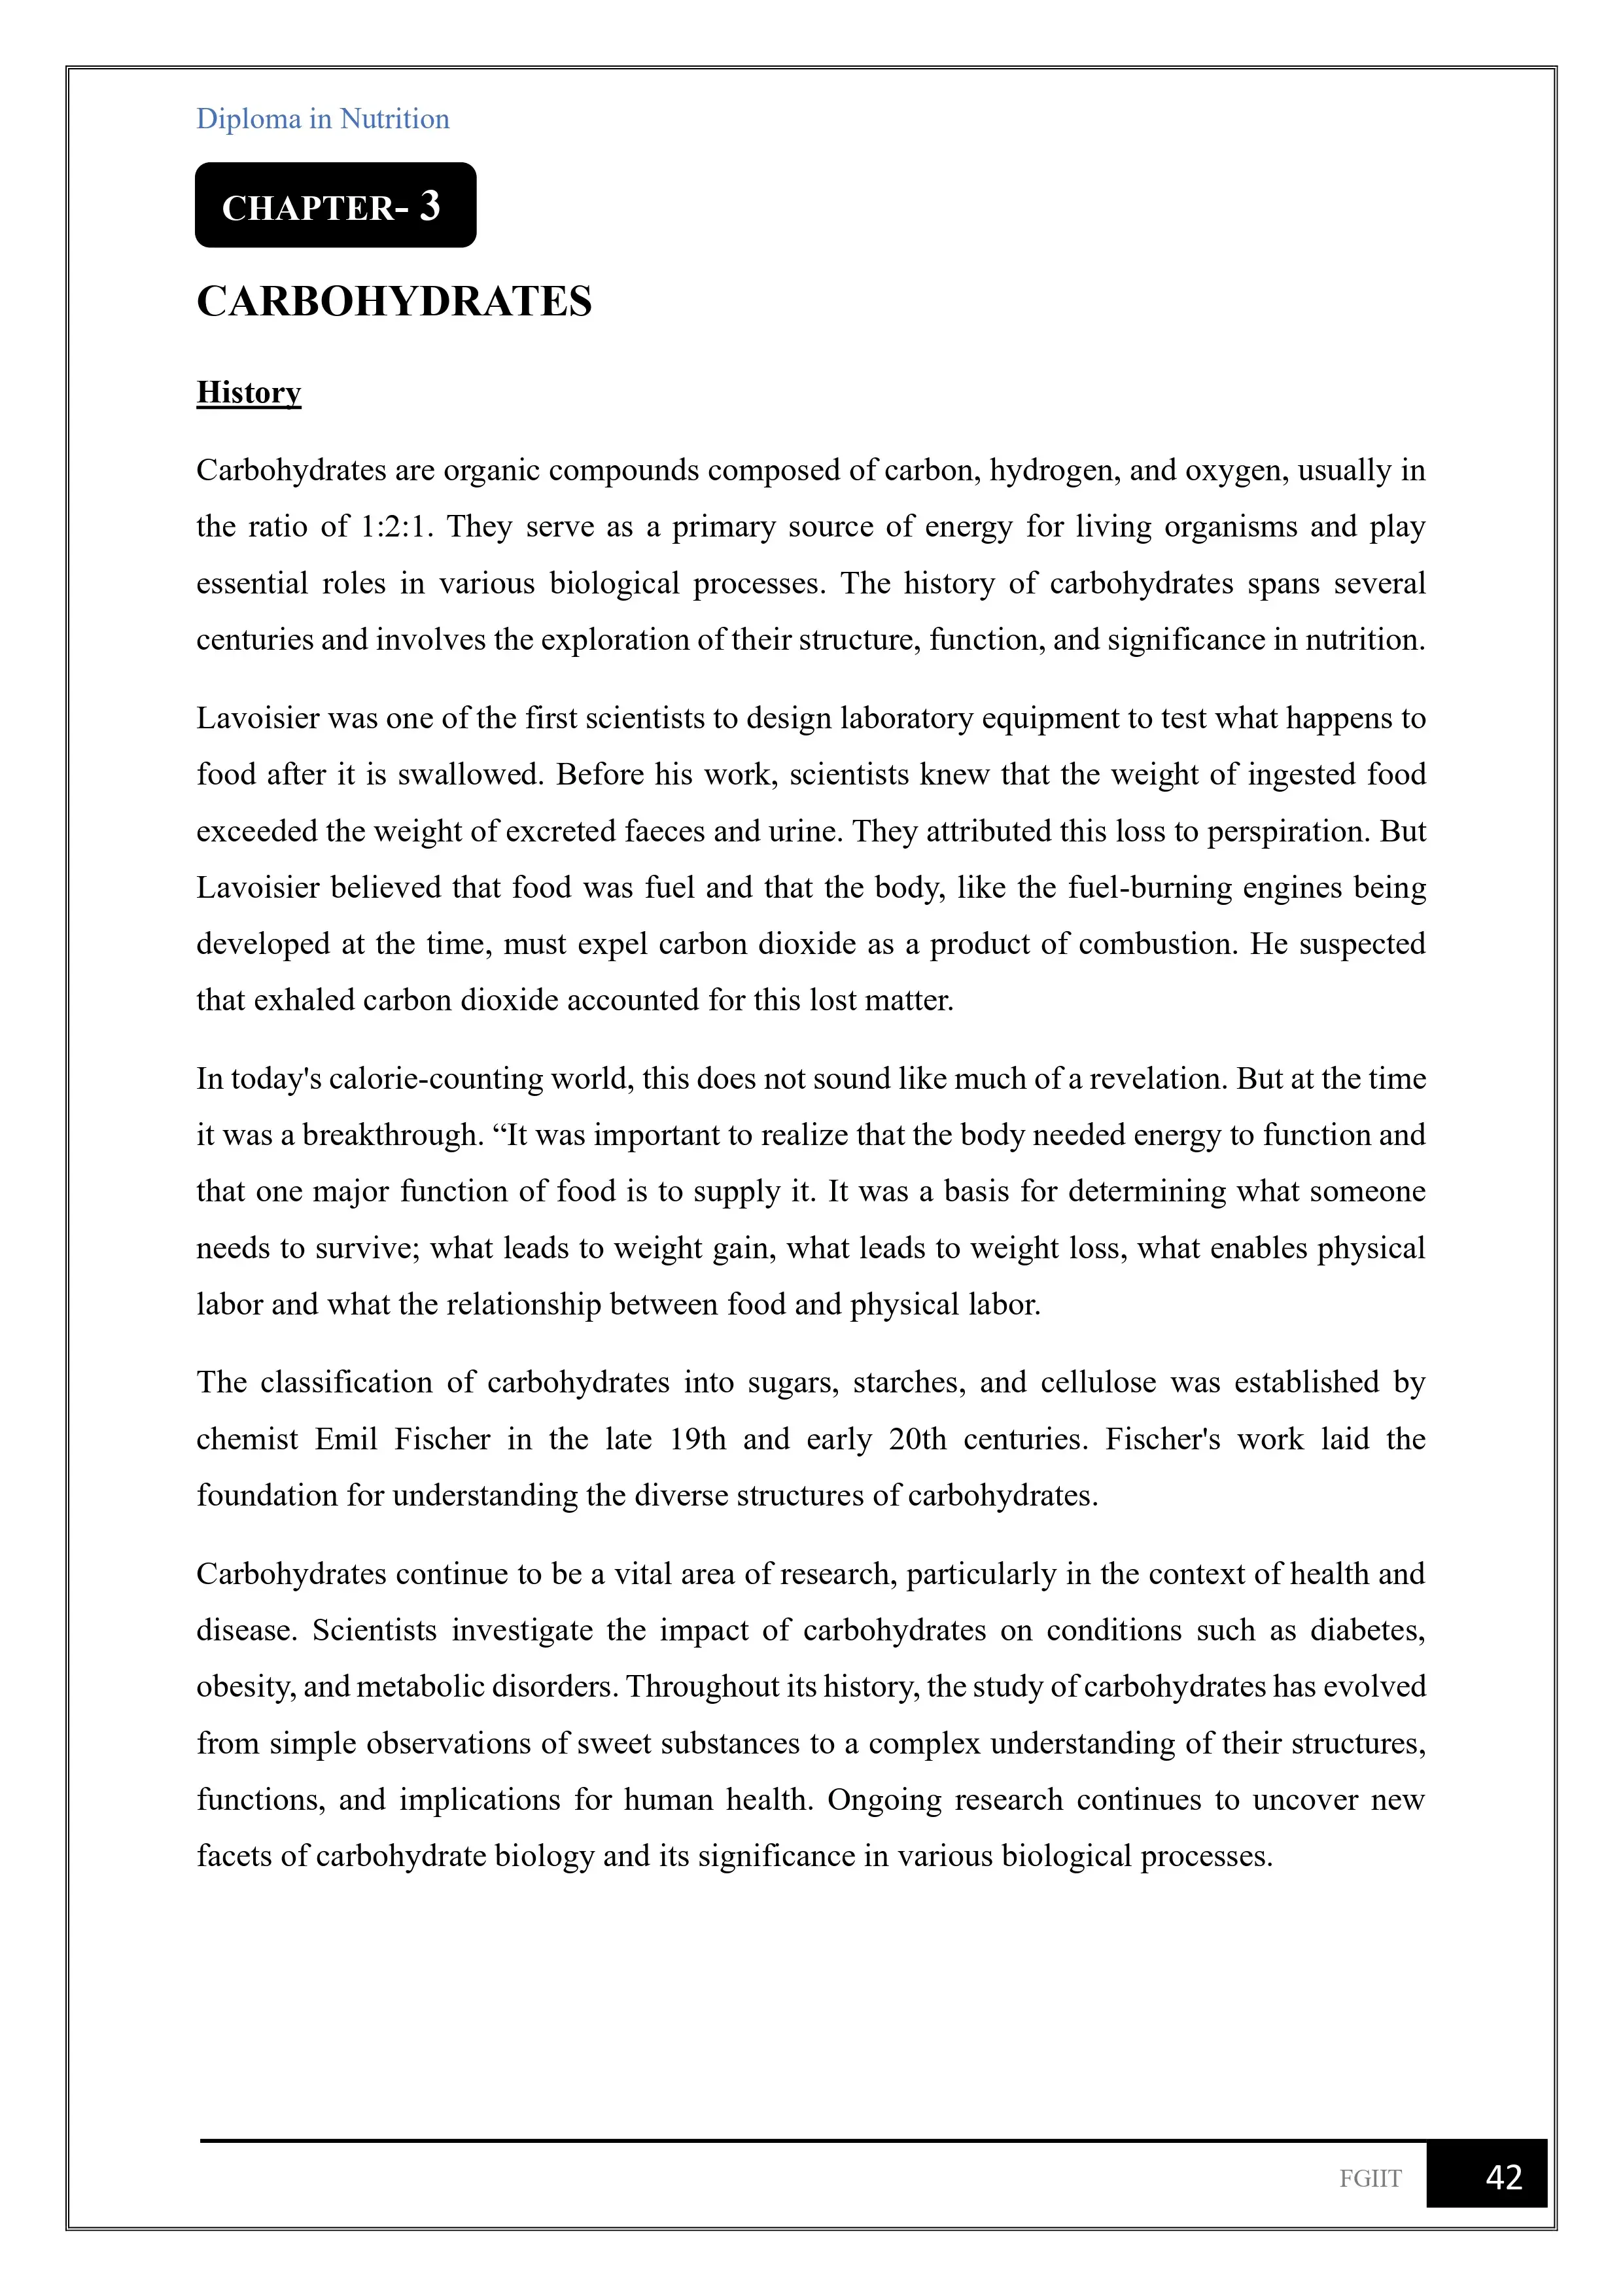 Diploma in Nutrition
CHAPTER- 3
CARBOHYDRATES
History
Carbohydrates are organic compounds composed of carbon, hydrogen, and oxygen, usually in
the ratio of 1:2:1. They serve as a primary source of energy for living organisms and play
essential roles in various biological processes. The history of carbohydrates spans several
centuries and involves the exploration of their structure, function, and significance in nutrition.
Lavoisier was one of the first scientists to design laboratory equipment to test what happens to
food after it is swallowed. Before his work, scientists knew that the weight of ingested food
exceeded the weight of excreted faeces and urine. They attributed this loss to perspiration. But
Lavoisier believed that food was fuel and that the body, like the fuel-burning engines being
developed at the time, must expel carbon dioxide as a product of combustion. He suspected
that exhaled carbon dioxide accounted for this lost matter.
In today's calorie-counting world, this does not sound like much of a revelation. But at the time
it was a breakthrough. “It was important to realize that the body needed energy to function and
that one major function of food is to supply it. It was a basis for determining what someone
needs to survive; what leads to weight gain, what leads to weight loss, what enables physical
labor and what the relationship between food and physical labor.
The classification of carbohydrates into sugars, starches, and cellulose was established by
chemist Emil Fischer in the late 19th and early 20th centuries. Fischer's work laid the
foundation for understanding the diverse structures of carbohydrates.
Carbohydrates continue to be a vital area of research, particularly in the context of health and
disease. Scientists investigate the impact of carbohydrates on conditions such as diabetes,
obesity, and metabolic disorders. Throughout its history, the study of carbohydrates has evolved
from simple observations of sweet substances to a complex understanding of their structures,
functions, and implications for human health. Ongoing research continues to uncover new
facets of carbohydrate biology and its significance in various biological processes.
FGIIT
42